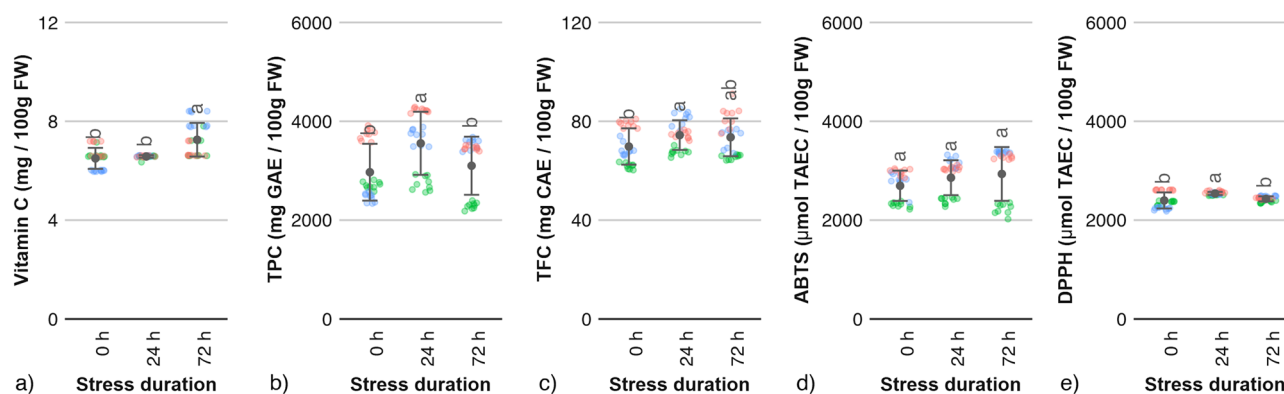 Vitamin C (mg / 100g FW)
12
8
4
0
b
b
a
0 h
24 h
72 h
a)
Stress duration
TPC (mg GAE / 100g FW)
6000
4000
2000
0
b
a
b
0 h
24 h
72 h
b)
Stress duration
TFC (mg CAE / 100g FW)
120
80
40
0
b
a
ab
0 h
24 h
72 h
c)
Stress duration
ABTS (µmol TAEC / 100g FW)
6000
4000
2000
0
a
a
a
0 h
24 h
72 h
d)
Stress duration
DPPH (µmol TAEC / 100g FW)
6000
4000
2000
0
b
a
b
0 h
24 h
72 h
e)
Stress duration